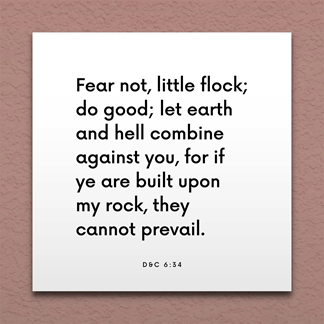 Fear not, little flock;
do good; let earth
and hell combine
against you, for if
ye are built upon
my rock, they
cannot prevail.
D&C 6:34